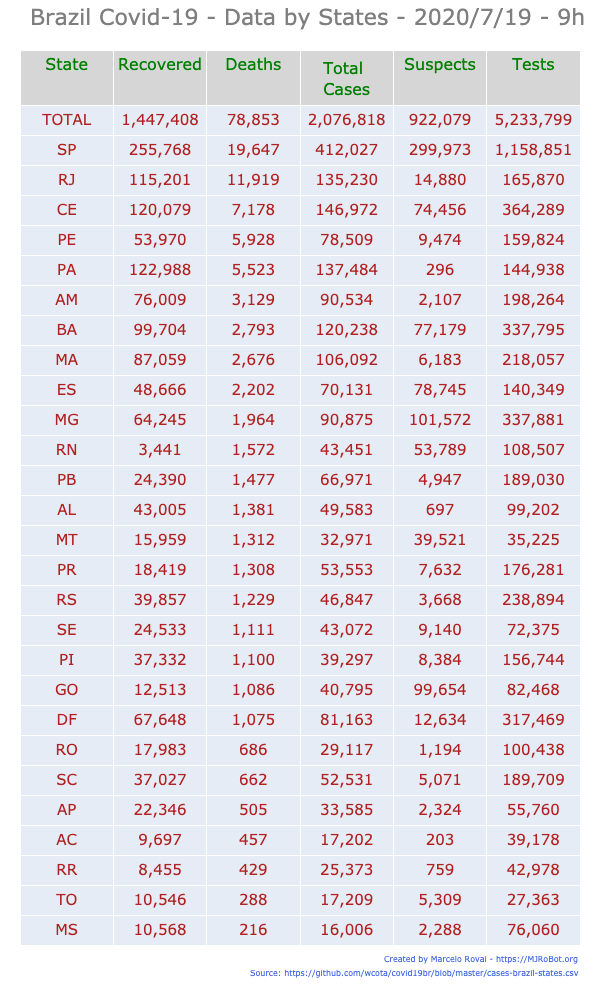 Brazil Covid-19 - Data by States - 2020/7/19 - 9h
State Recovered Deaths Total Cases Suspects Tests
TOTAL 1,447,408 78,853 2,076,818 922,079 5,233,799
SP 255,768 19,647 412,027 299,973 1,158,851
RJ 115,201 11,919 135,230 14,880 165,870
CE 120,079 7,178 146,972 74,456 364,289
PE 53,970 5,928 78,509 9,474 159,824
PA 122,988 5,523 137,484 296 144,938
AM 76,009 3,129 90,534 2,107 198,264
BA 99,704 2,793 120,238 77,179 337,795
MA 87,059 2,676 106,092 6,183 218,057
ES 48,666 2,202 70,131 78,745 140,349
MG 64,245 1,964 90,875 101,572 337,881
RN 3,441 1,572 43,451 53,789 108,507
PB 24,390 1,477 66,971 4,947 189,030
AL 43,005 1,381 49,583 697 99,202
MT 15,959 1,312 32,971 39,521 35,225
PR 18,419 1,308 53,553 7,632 176,281
RS 39,857 1,229 46,847 3,668 238,894
SE 24,533 1,111 43,072 9,140 72,375
PI 37,332 1,100 39,297 8,384 156,744
GO 12,513 1,086 40,795 99,654 82,468
DF 67,648 1,075 81,163 12,634 317,469
RO 17,983 686 29,117 1,194 100,438
SC 37,027 662 52,531 5,071 189,709
AP 22,346 505 33,585 2,324 55,760
AC 9,697 457 17,202 203 39,178
RR 8,455 429 25,373 759 42,978
TO 10,546 288 17,209 5,309 27,363
MS 10,568 216 16,006 2,288 76,060
Created by Marcelo Rovai - https://MJRoBot.org
Source: https://github.com/wcota/covid19br/blob/master/cases-brazil-states.csv